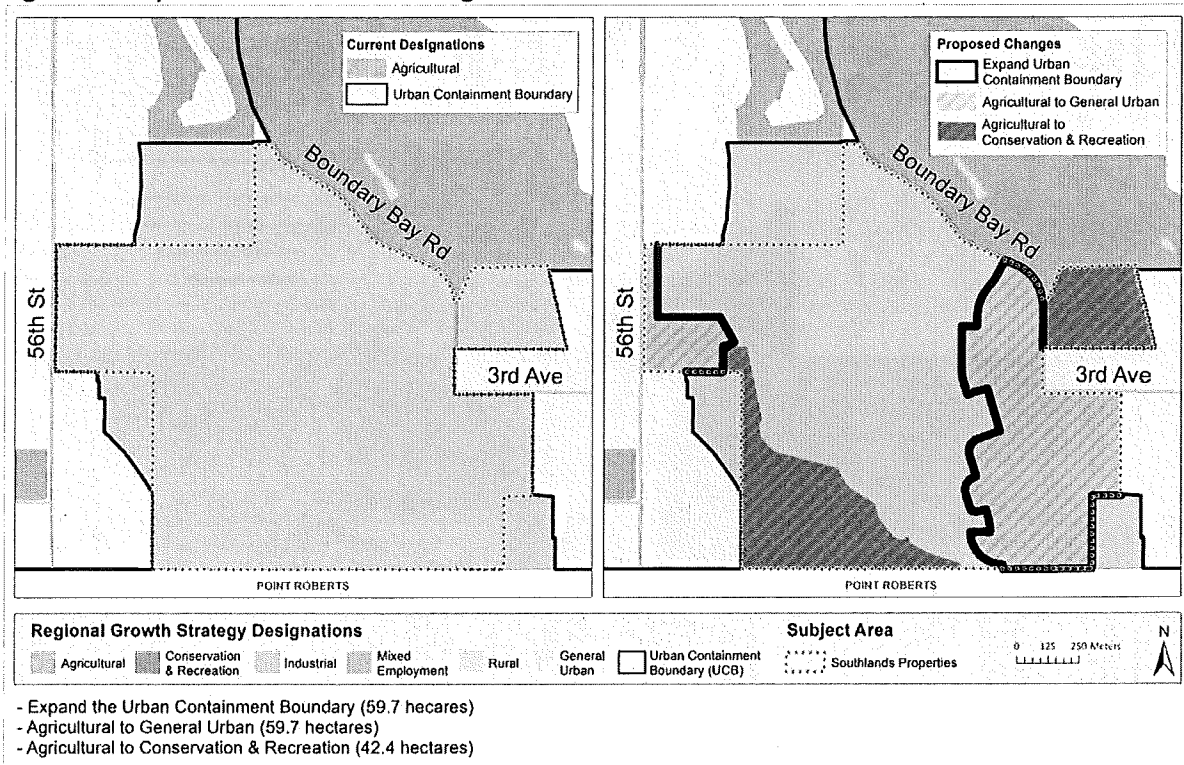 Current Designations
Agricultural
Urban Containment Boundary
Boundary Bay Rd
56th St
3rd Ave
POINT ROBERTS
Proposed Changes
Expand Urban
Containment Boundary
Agricultural to General Urban
Agricultural to
Conservation & Recreation
Boundary Bay Rd
56th St
3rd Ave
POINT ROBERTS
Regional Growth Strategy Designations
Agricultural
Conservation
& Recreation
Industrial
Mixed
Employment
Rural
General
Urban
Urban Containment
Boundary (UCB)
Subject Area
Southlands Properties
0 125 250 Meters
N
- Expand the Urban Containment Boundary (59.7 hecares)
- Agricultural to General Urban (59.7 hectares)
- Agricultural to Conservation & Recreation (42.4 hectares)